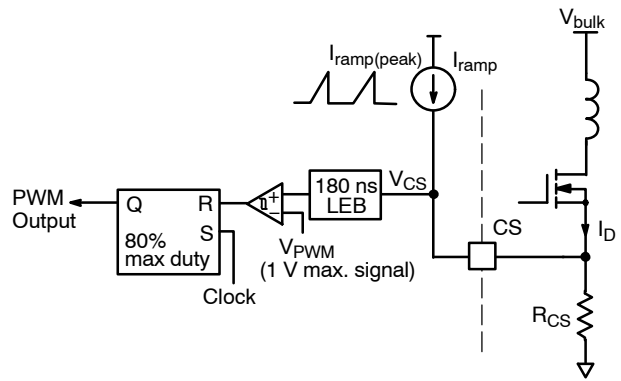 V_bulk
I_ramp(peak)
I_ramp
180 ns
LEB
V_CS
PWM
Output
Q
R
S
80%
max duty
+
−
V_PWM
(1 V max. signal)
Clock
CS
I_D
R_CS